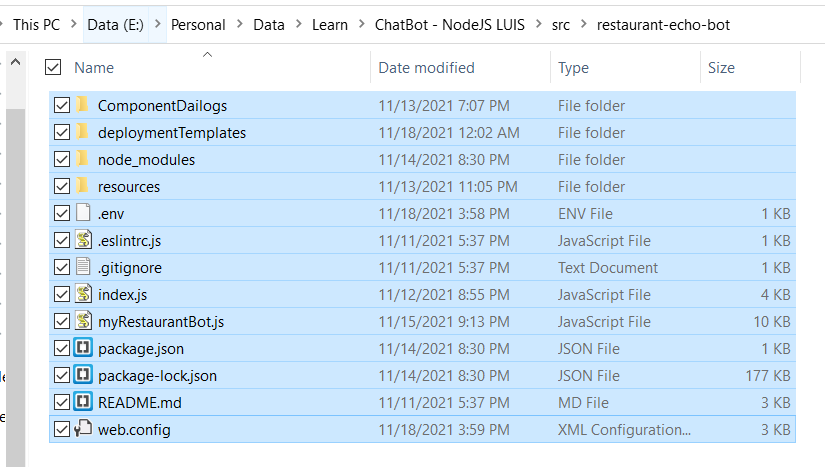 This PC > Data (E:) > Personal > Data > Learn > ChatBot - NodeJS LUIS > src > restaurant-echo-bot
Name Date modified Type Size
ComponentDailogs 11/13/2021 7:07 PM File folder
deploymentTemplates 11/18/2021 12:02 AM File folder
node_modules 11/14/2021 8:30 PM File folder
resources 11/13/2021 11:05 PM File folder
.env 11/18/2021 3:58 PM ENV File 1 KB
.eslintrc.js 11/11/2021 5:37 PM JavaScript File 1 KB
.gitignore 11/11/2021 5:37 PM Text Document 1 KB
index.js 11/12/2021 8:55 PM JavaScript File 4 KB
myRestaurantBot.js 11/15/2021 9:13 PM JavaScript File 10 KB
package.json 11/14/2021 8:30 PM JSON File 1 KB
package-lock.json 11/14/2021 8:30 PM JSON File 177 KB
README.md 11/11/2021 5:37 PM MD File 3 KB
web.config 11/18/2021 3:59 PM XML Configuration... 3 KB